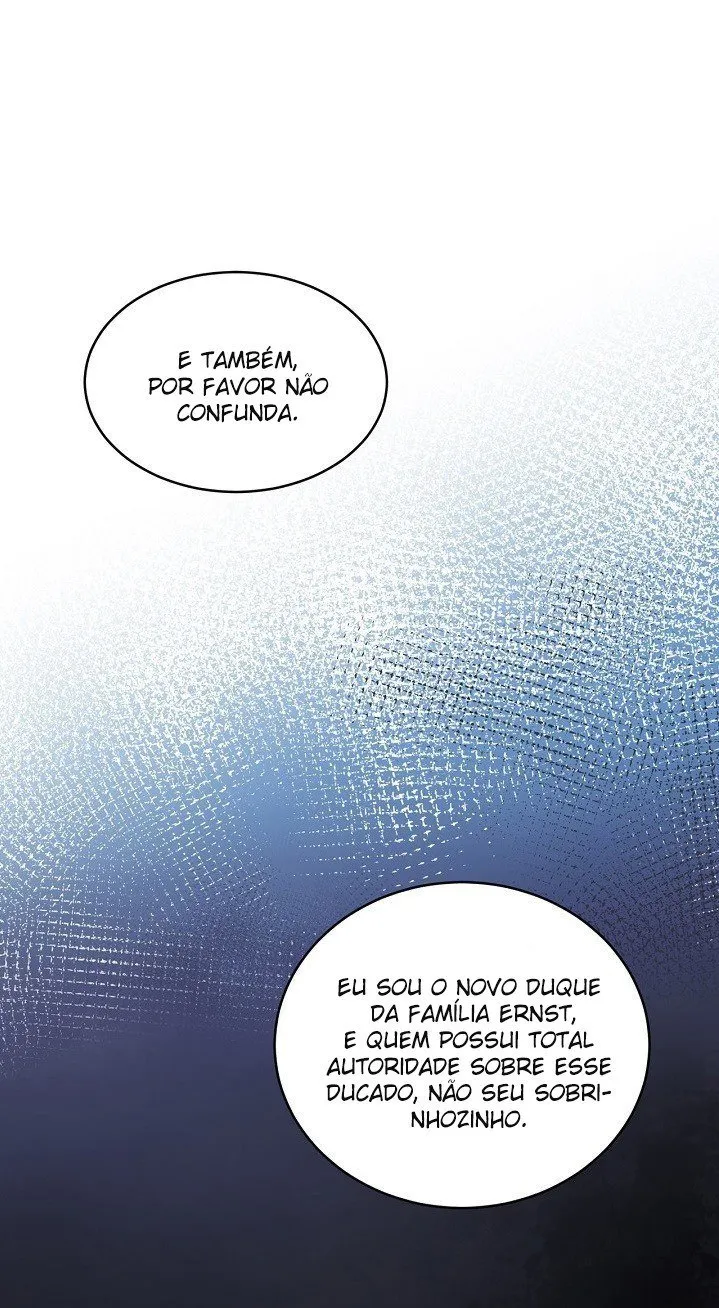 E TAMBÉM,
POR FAVOR NÃO
CONFUNDA.
EU SOU O NOVO DUQUE
DA FAMÍLIA ERNST,
E QUEM POSSUI TOTAL
AUTORIDADE SOBRE ESSE
DUCADO, NÃO SEU SOBRI-
NHOZINHO.